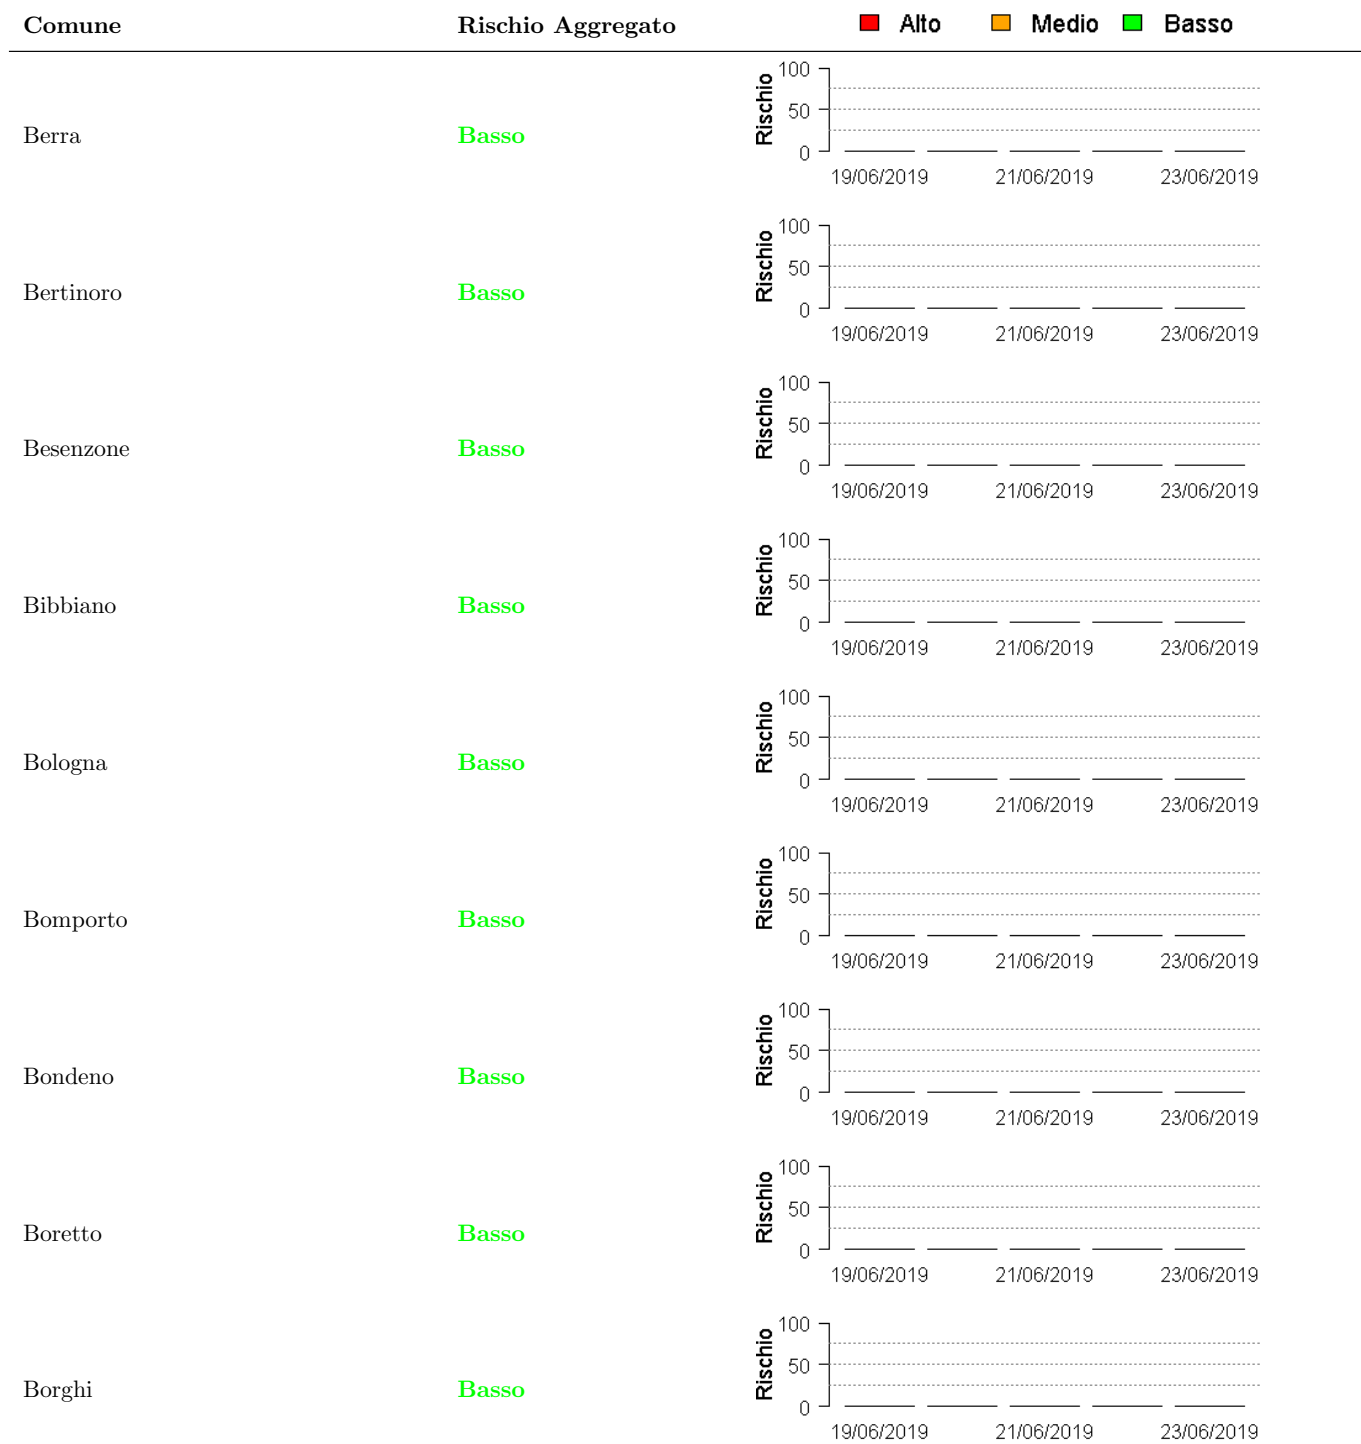 Comune Rischio Aggregato Alto Medio Basso
100
50
0
Rischio
Berra Basso
19/06/2019 21/06/2019 23/06/2019
100
50
0
Rischio
Bertinoro Basso
19/06/2019 21/06/2019 23/06/2019
100
50
0
Rischio
Besenzone Basso
19/06/2019 21/06/2019 23/06/2019
100
50
0
Rischio
Bibbiano Basso
19/06/2019 21/06/2019 23/06/2019
100
50
0
Rischio
Bologna Basso
19/06/2019 21/06/2019 23/06/2019
100
50
0
Rischio
Bomporto Basso
19/06/2019 21/06/2019 23/06/2019
100
50
0
Rischio
Bondeno Basso
19/06/2019 21/06/2019 23/06/2019
100
50
0
Rischio
Boretto Basso
19/06/2019 21/06/2019 23/06/2019
100
50
0
Rischio
Borghi Basso
19/06/2019 21/06/2019 23/06/2019